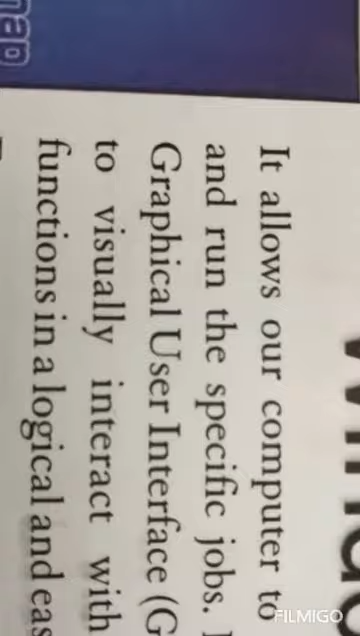 It allows our computer to
and run the specific jobs.
Graphical User Interface (G
to visually interact with
functions in a logical and eas
FILMIGO